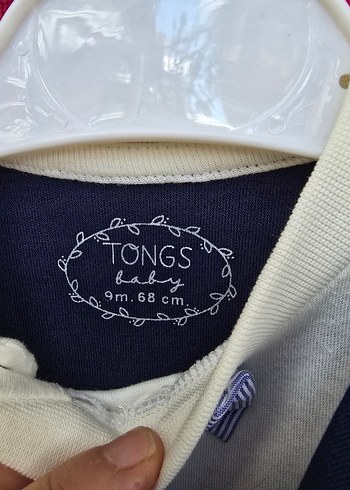 TONGS
baby
9m. 68 cm.